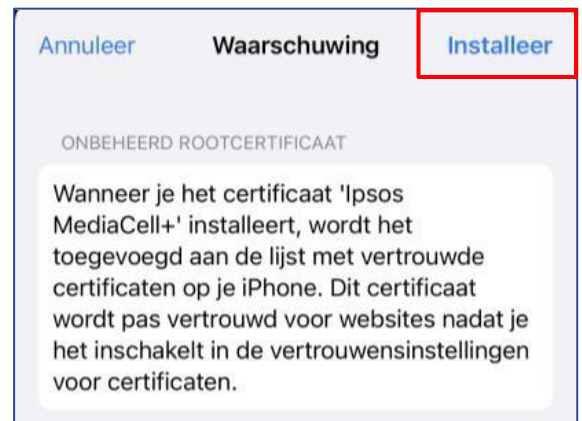 Annuleer Waarschuwing Installeer
ONBEHEERD ROOTCERTIFICAAT
Wanneer je het certificaat 'Ipsos
MediaCell+' installeert, wordt het
toegevoegd aan de lijst met vertrouwde
certificaten op je iPhone. Dit certificaat
wordt pas vertrouwd voor websites nadat je
het inschakelt in de vertrouwensinstellingen
voor certificaten.